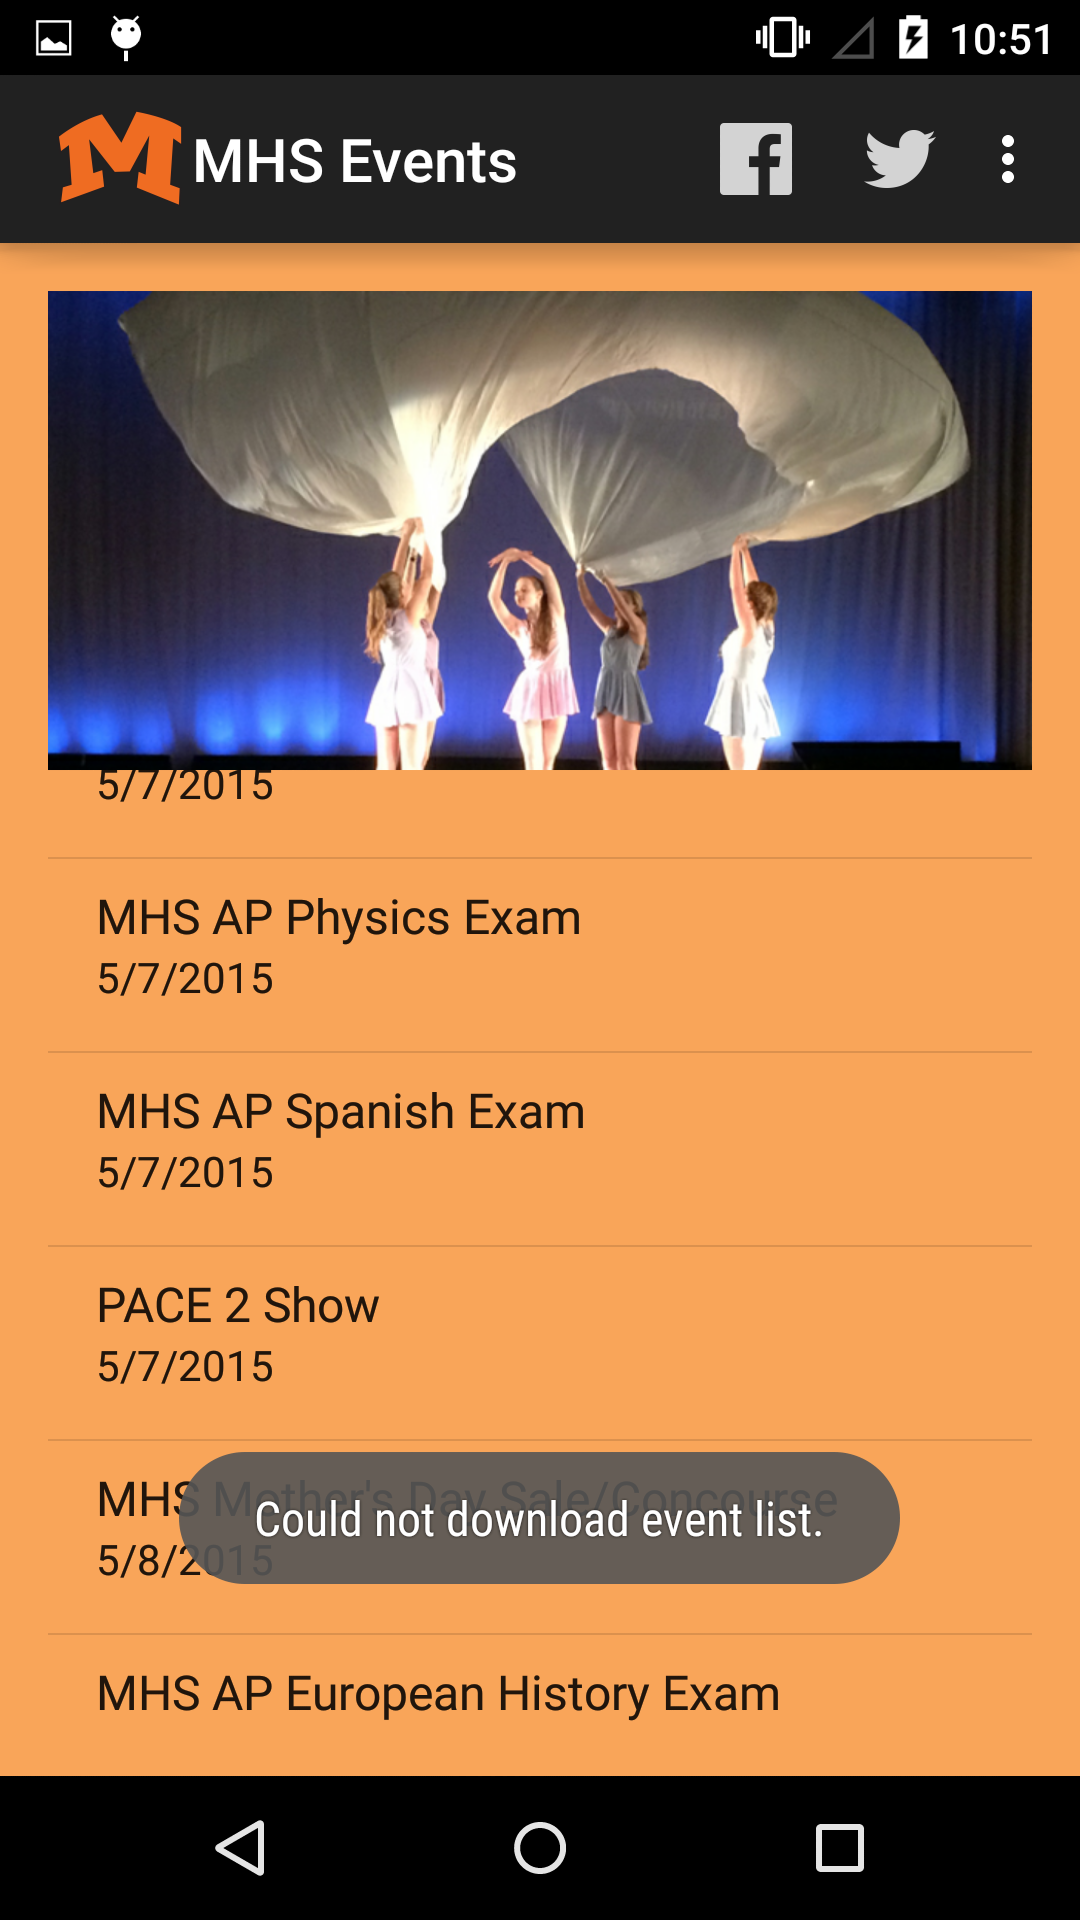 10:51
M MHS Events
5/7/2015
MHS AP Physics Exam
5/7/2015
MHS AP Spanish Exam
5/7/2015
PACE 2 Show
5/7/2015
MHS Mother's Day Sale/Concourse
Could not download event list.
5/8/2015
MHS AP European History Exam